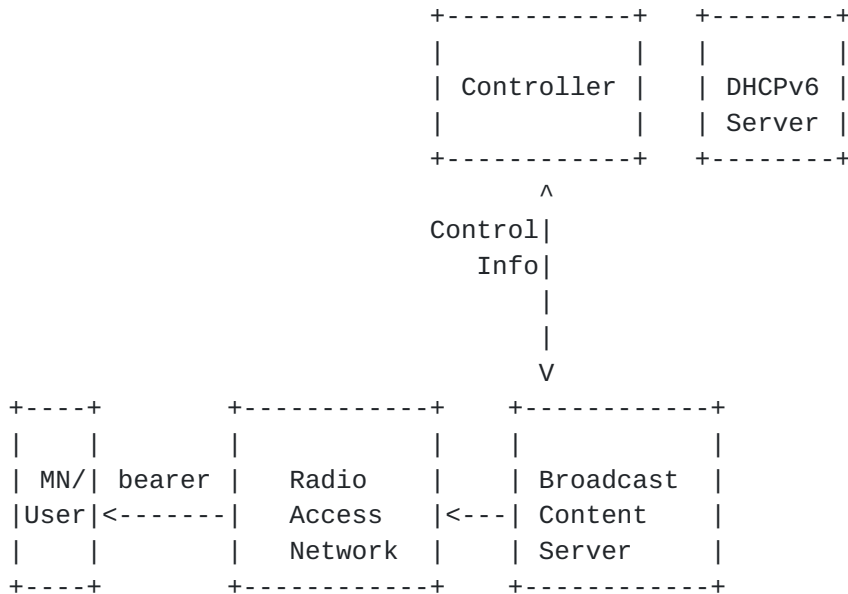 +------------+   +--------+
|            |   |        |
| Controller |   | DHCPv6 |
|            |   | Server |
+------------+   +--------+
^
Control|
Info|
|
|
V
+----+        +------------+    +------------+
|    |        |            |    |            |
| MN/| bearer |   Radio    |    | Broadcast  |
|User|<-------|   Access   |<---| Content    |
|    |        |   Network  |    | Server     |
+----+        +------------+    +------------+